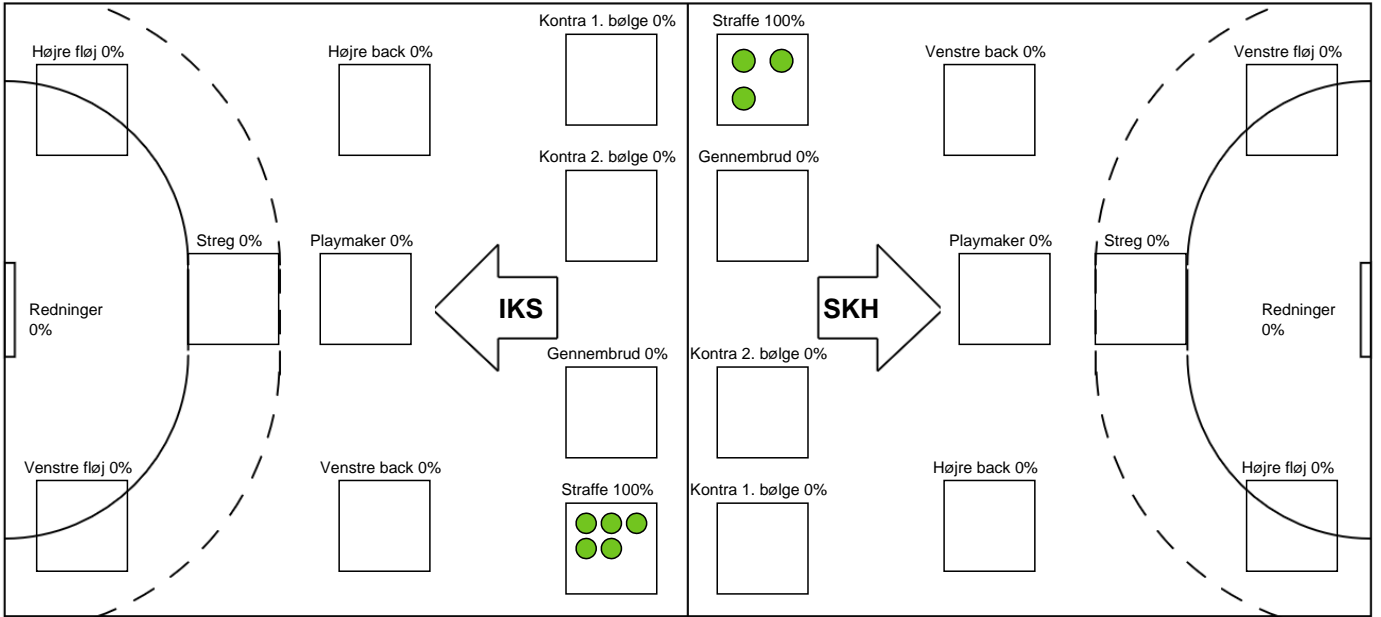 Kontra 1. bølge 0%
Straffe 100%
Højre fløj 0%
Højre back 0%
Venstre back 0%
Venstre fløj 0%
Kontra 2. bølge 0%
Gennembrud 0%
Streg 0%
Playmaker 0%
Playmaker 0%
Streg 0%
Redninger
0%
IKS
SKH
Redninger
0%
Gennembrud 0%
Kontra 2. bølge 0%
Venstre fløj 0%
Venstre back 0%
Højre back 0%
Højre fløj 0%
Straffe 100%
Kontra 1. bølge 0%